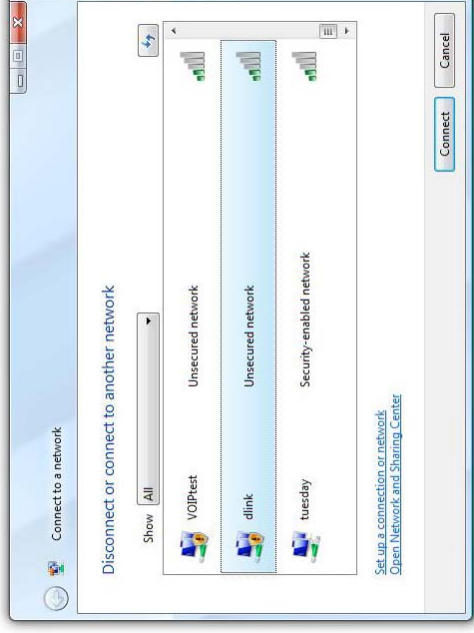 Connect to a network
Disconnect or connect to another network
Show All
VOIPtest Unsecured network
dlink Unsecured network
tuesday Security-enabled network
Set up a connection or network
Open Network and Sharing Center
Connect Cancel